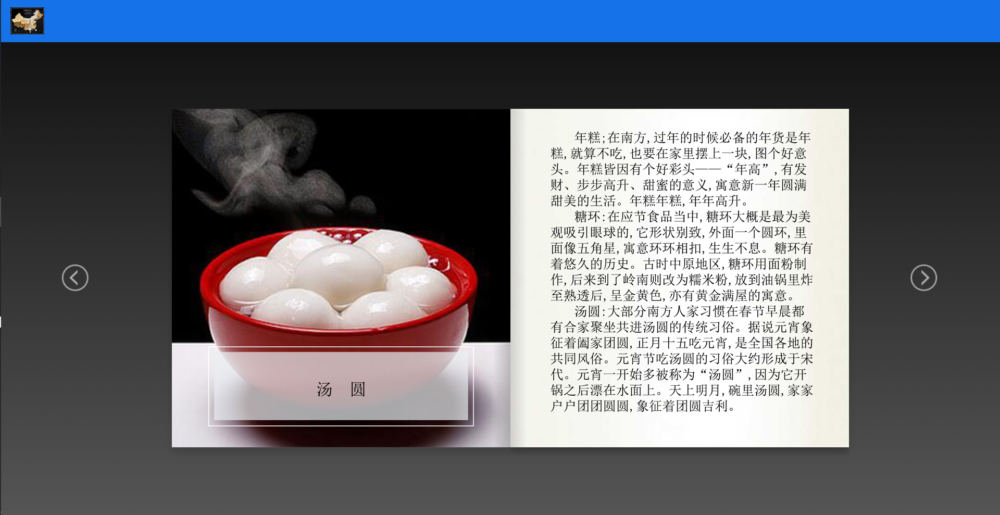 汤 圆
年糕;在南方,过年的时候必备的年货是年
糕,就算不吃,也要在家里摆上一块,图个好意
头。年糕皆因有个好彩头——“年高”,有发
财、步步高升、甜蜜的意义,寓意新一年圆满
甜美的生活。年糕年糕,年年高升。
糖环:在应节食品当中,糖环大概是最为美
观吸引眼球的,它形状别致,外面一个圆环,里
面像五角星,寓意环环相扣,生生不息。糖环有
着悠久的历史。古时中原地区,糖环用面粉制
作,后来到了岭南则改为糯米粉,放到油锅里炸
至熟透后,呈金黄色,亦有黄金满屋的寓意。
汤圆:大部分南方人家习惯在春节早晨都
有合家聚坐共进汤圆的传统习俗。据说元宵象
征着阖家团圆,正月十五吃元宵,是全国各地的
共同风俗。元宵节吃汤圆的习俗大约形成于宋
代。元宵一开始多被称为“汤圆”,因为它开
锅之后漂在水面上。天上明月,碗里汤圆,家家
户户团团圆圆,象征着团圆吉利。